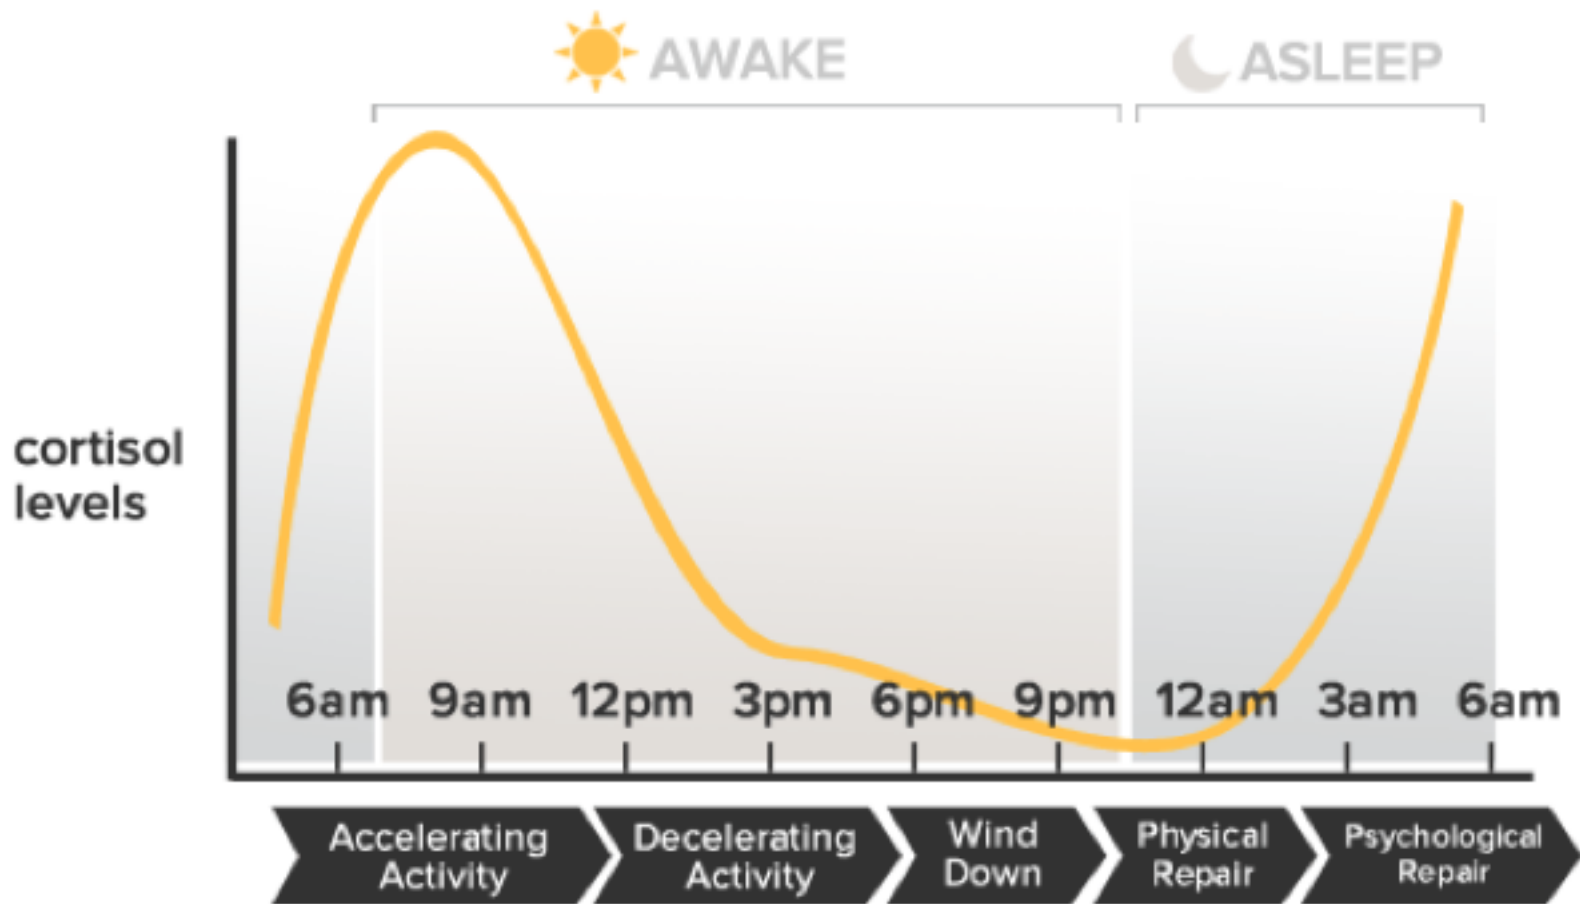 AWAKE
ASLEEP
cortisol
levels
6am 9am 12pm 3pm 6pm 9pm 12am 3am 6am
Accelerating
Activity
Decelerating
Activity
Wind
Down
Physical
Repair
Psychological
Repair